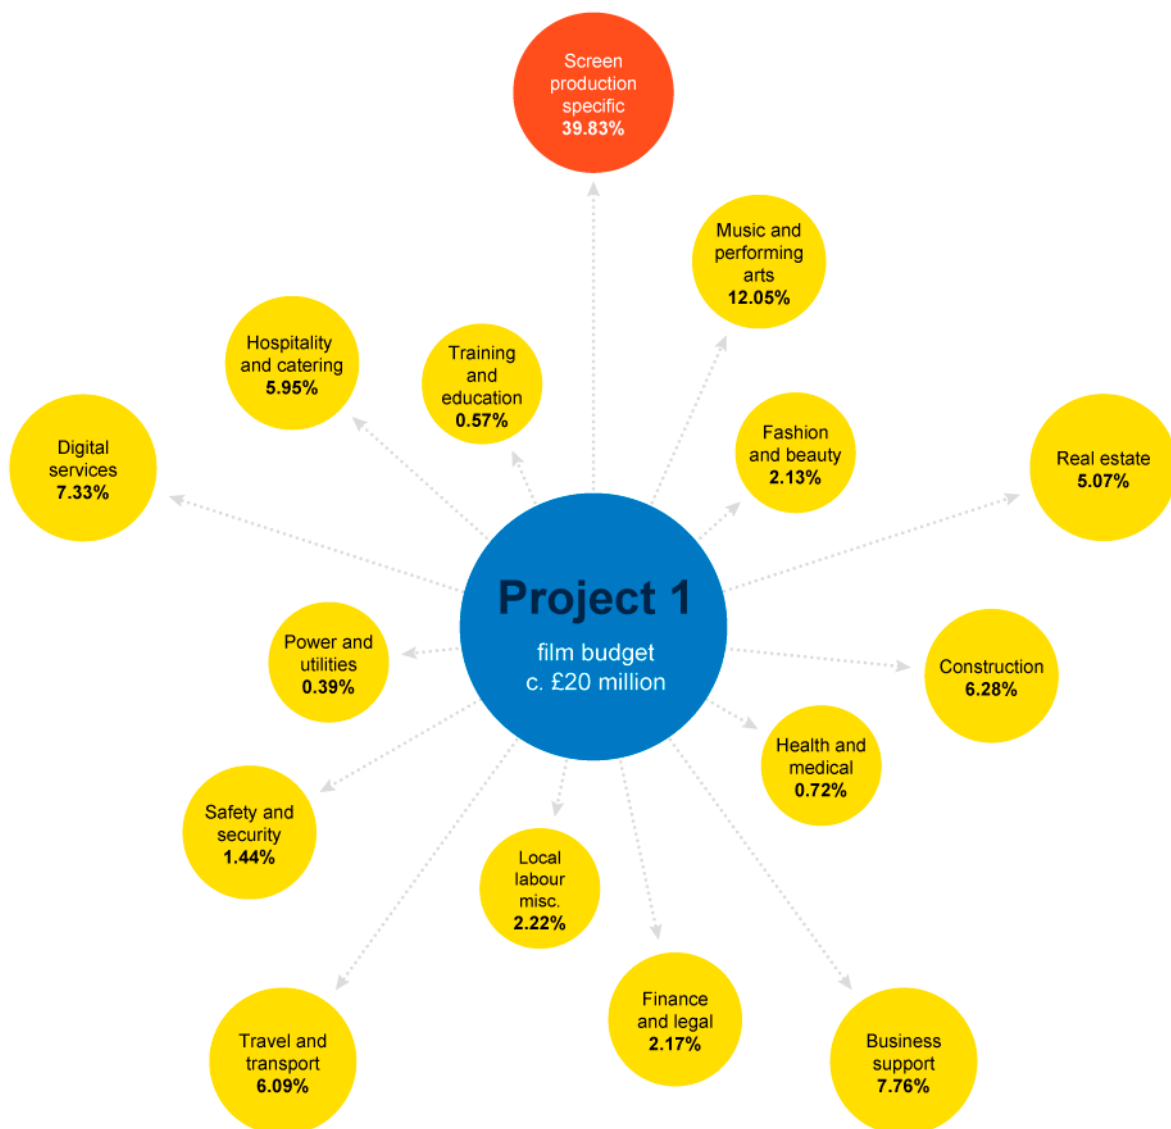 Screen
production
specific
39.83%
Music and
performing
arts
12.05%
Hospitality
and catering
5.95%
Training
and
education
0.57%
Fashion
and beauty
2.13%
Digital
services
7.33%
Real estate
5.07%
Project 1
film budget
c. £20 million
Power and
utilities
0.39%
Construction
6.28%
Health and
medical
0.72%
Safety and
security
1.44%
Local
labour
misc.
2.22%
Finance
and legal
2.17%
Travel and
transport
6.09%
Business
support
7.76%